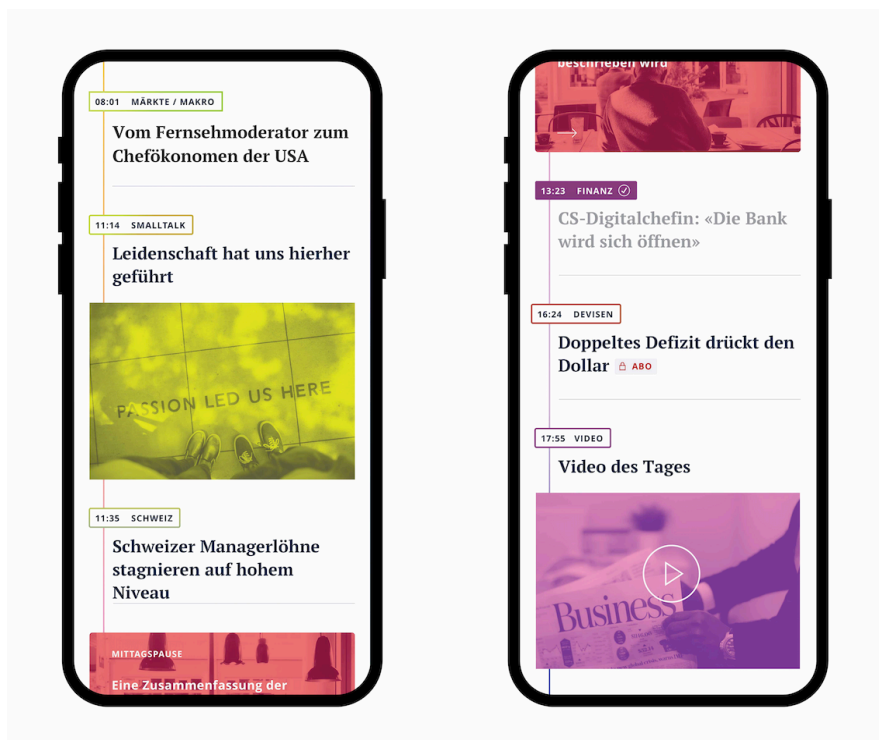 08:01 MÄRKTE / MAKRO
Vom Fernsehmoderator zum
Chefökonomen der USA
11:14 SMALLTALK
Leidenschaft hat uns hierher
geführt
PASSION LED US HERE
11:35 SCHWEIZ
Schweizer Managerlöhne
stagnieren auf hohem
Niveau
MITTAGSPAUSE
Eine Zusammenfassung der
beschrieben wird
13:23 FINANZ
CS-Digitalchefin: «Die Bank
wird sich öffnen»
16:24 DEVISEN
Doppeltes Defizit drückt den
Dollar ABO
17:55 VIDEO
Video des Tages
Business